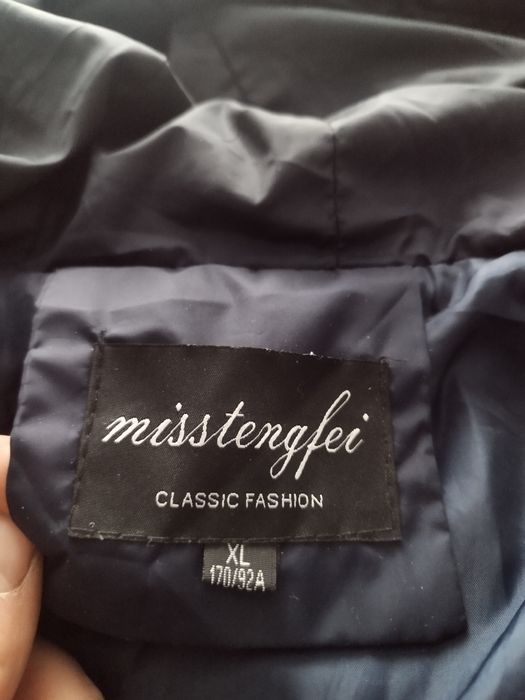 misstengfei
CLASSIC FASHION
XL
170/92A